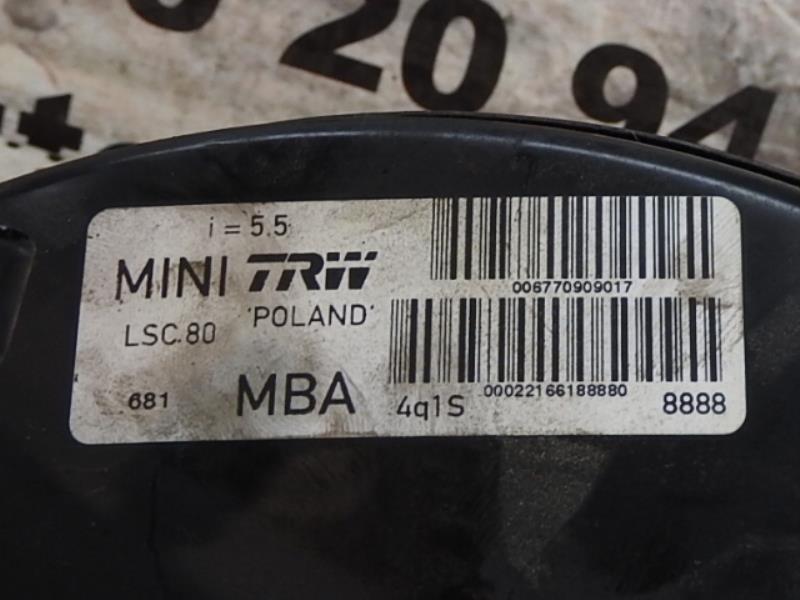 20 94
i = 5.5
MINI TRW
006770909017
LSC.80 'POLAND'
00022166188880
681 MBA 4q1S 8888